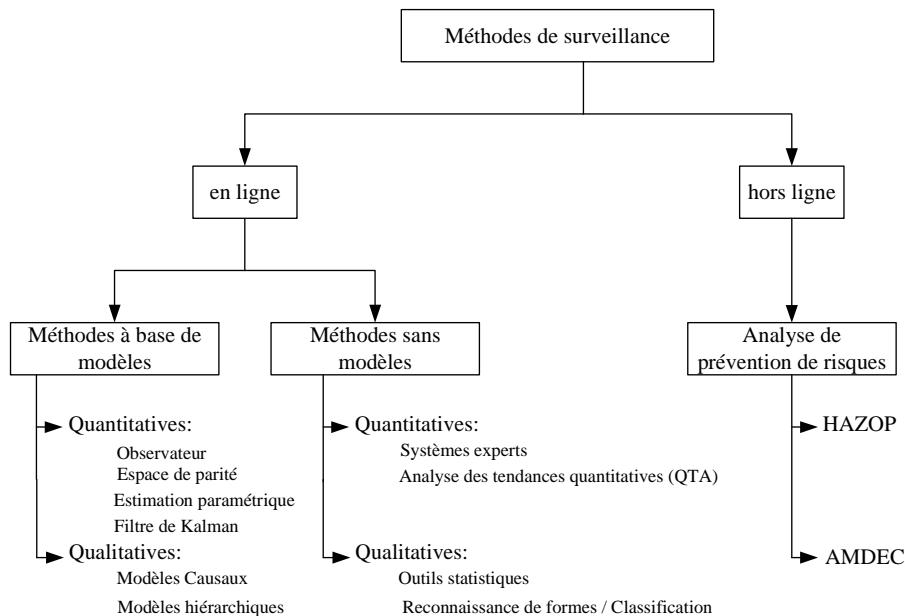 Méthodes de surveillance
en ligne
hors ligne
Méthodes à base de
modèles
Méthodes sans
modèles
Analyse de
prévention de risques
Quantitatives:
Observateur
Espace de parité
Estimation paramétrique
Filtre de Kalman
Qualitatives:
Modèles Causaux
Modèles hiérarchiques
Quantitatives:
Systèmes experts
Analyse des tendances quantitatives (QTA)
Qualitatives:
Outils statistiques
Reconnaissance de formes / Classification
HAZOP
AMDEC